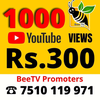 1000
YouTube VIEWS
Rs.300
BeeTV Promoters
☎ 7510 119 971